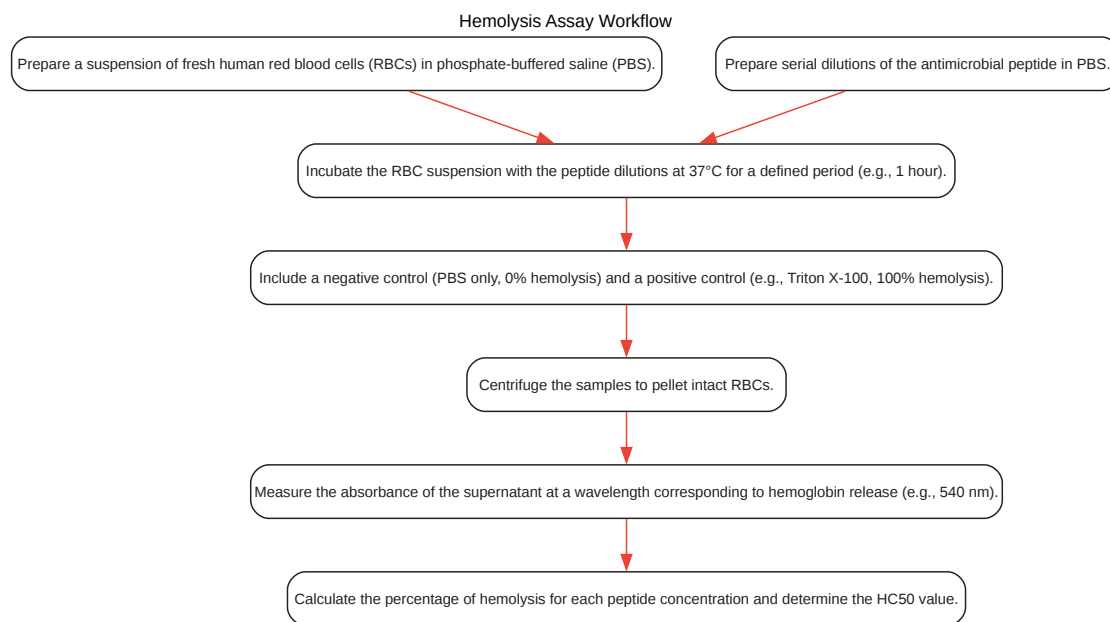 Hemolysis Assay Workflow
Prepare a suspension of fresh human red blood cells (RBCs) in phosphate-buffered saline (PBS).
Prepare serial dilutions of the antimicrobial peptide in PBS.
Incubate the RBC suspension with the peptide dilutions at 37°C for a defined period (e.g., 1 hour).
Include a negative control (PBS only, 0% hemolysis) and a positive control (e.g., Triton X-100, 100% hemolysis).
Centrifuge the samples to pellet intact RBCs.
Measure the absorbance of the supernatant at a wavelength corresponding to hemoglobin release (e.g., 540 nm).
Calculate the percentage of hemolysis for each peptide concentration and determine the HC50 value.